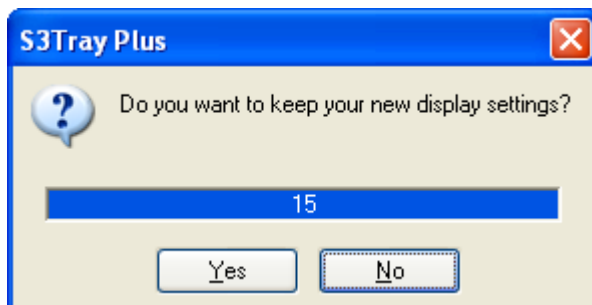 S3Tray Plus
Do you want to keep your new display settings?
15
Yes
No